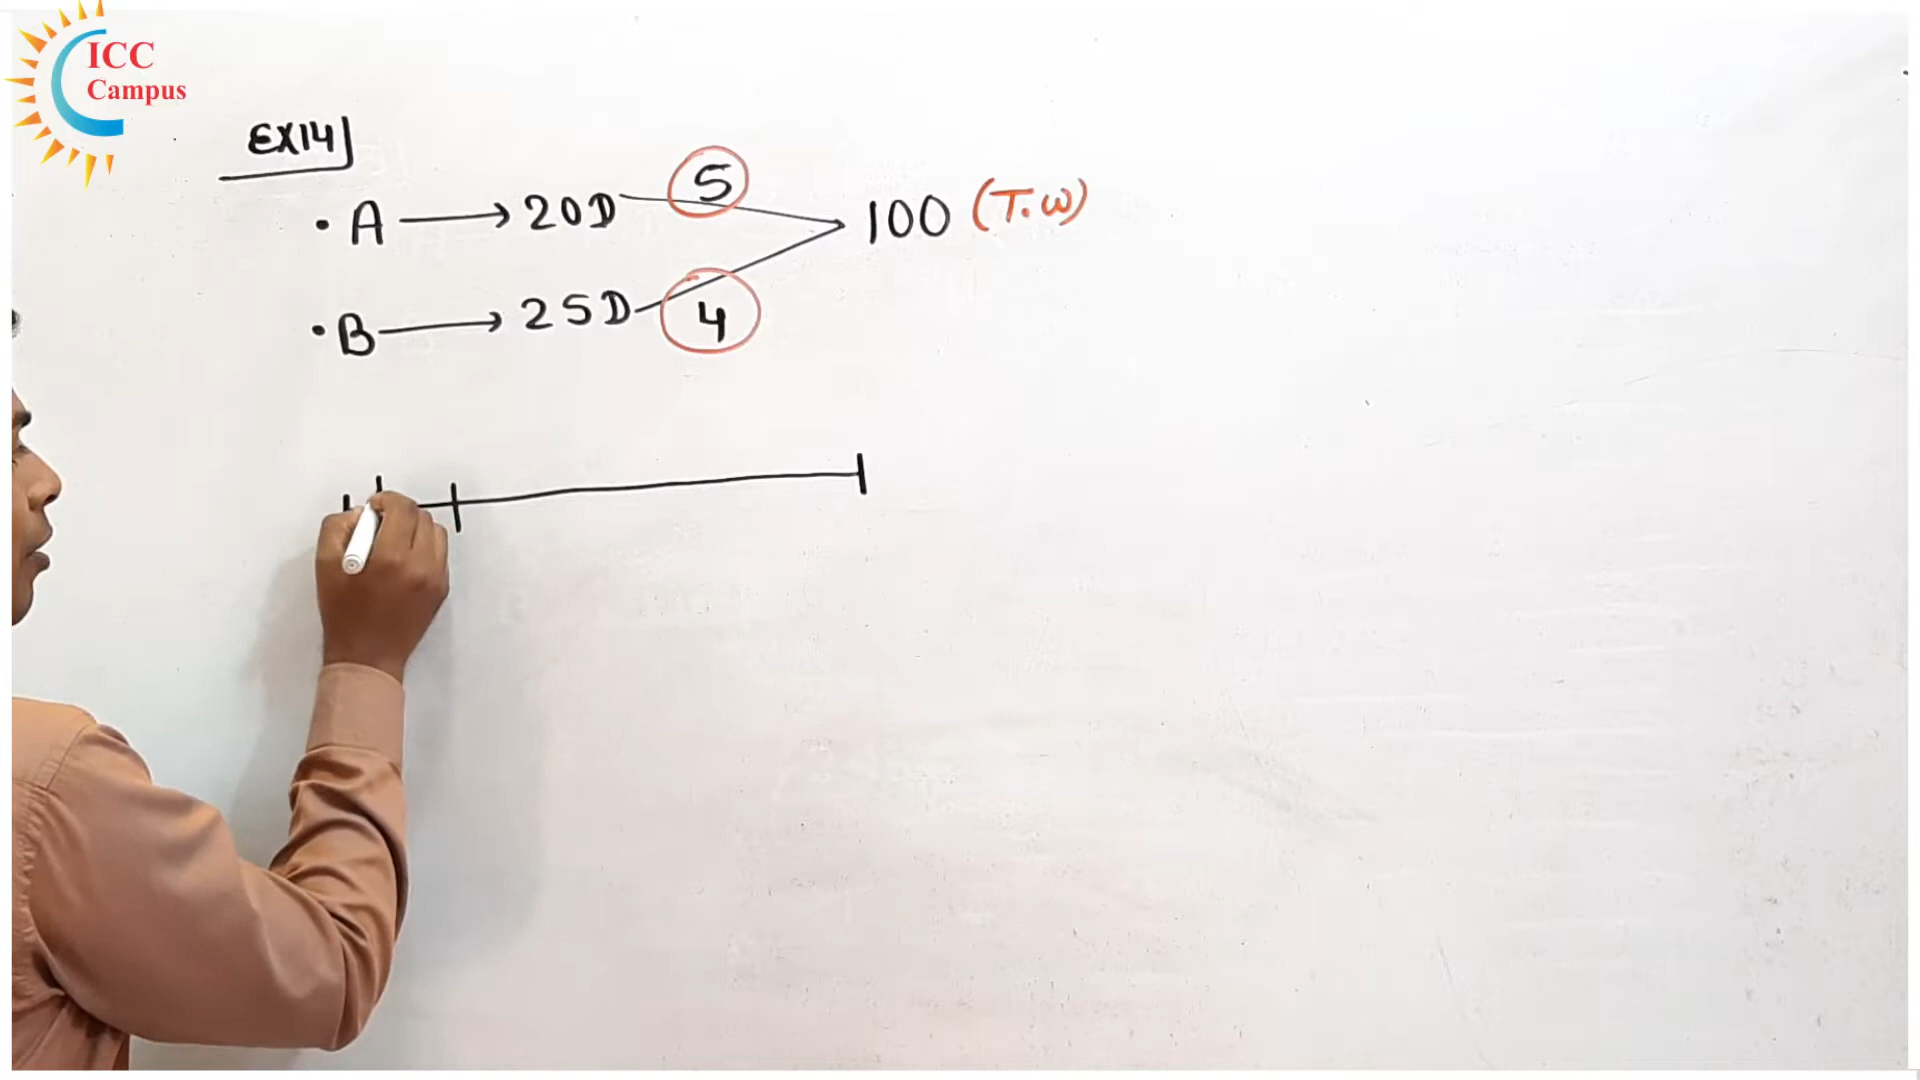 ICC
Campus
EX14
• A → 20D 5 100 (T.W)
• B → 25D 4